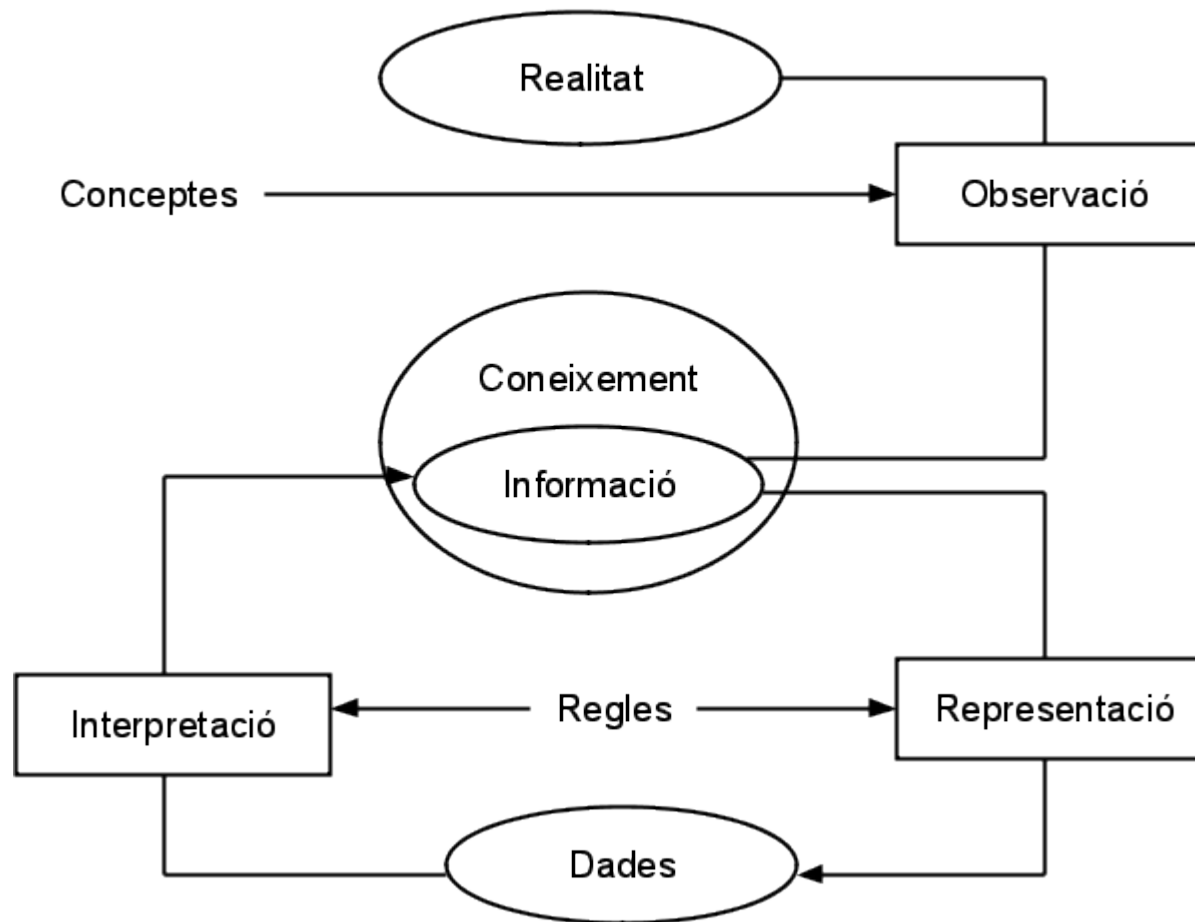 Realitat
Conceptes
Observació
Coneixement
Informació
Interpretació
Regles
Representació
Dades